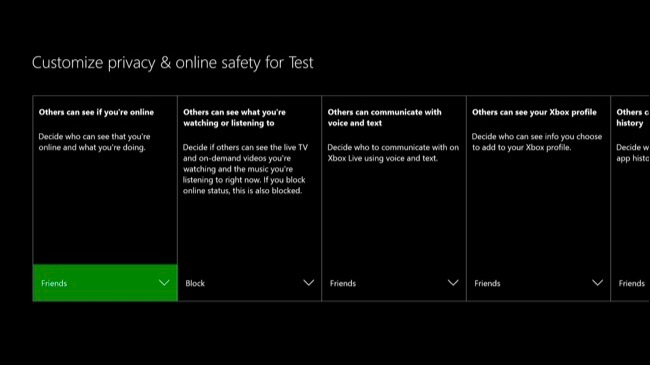 Customize privacy & online safety for Test
Others can see if you're online
Decide who can see that you're
online and what you're doing.
Friends
Others can see what you're
watching or listening to
Decide if others can see the live TV
and on-demand videos you're
watching and the music you're
listening to right now. If you block
online status, this is also blocked.
Block
Others can communicate with
voice and text
Decide who to communicate with on
Xbox Live using voice and text.
Friends
Others can see your Xbox profile
Decide who can see info you choose
to add to your Xbox profile.
Friends
Others
history
Decide
app
Friends